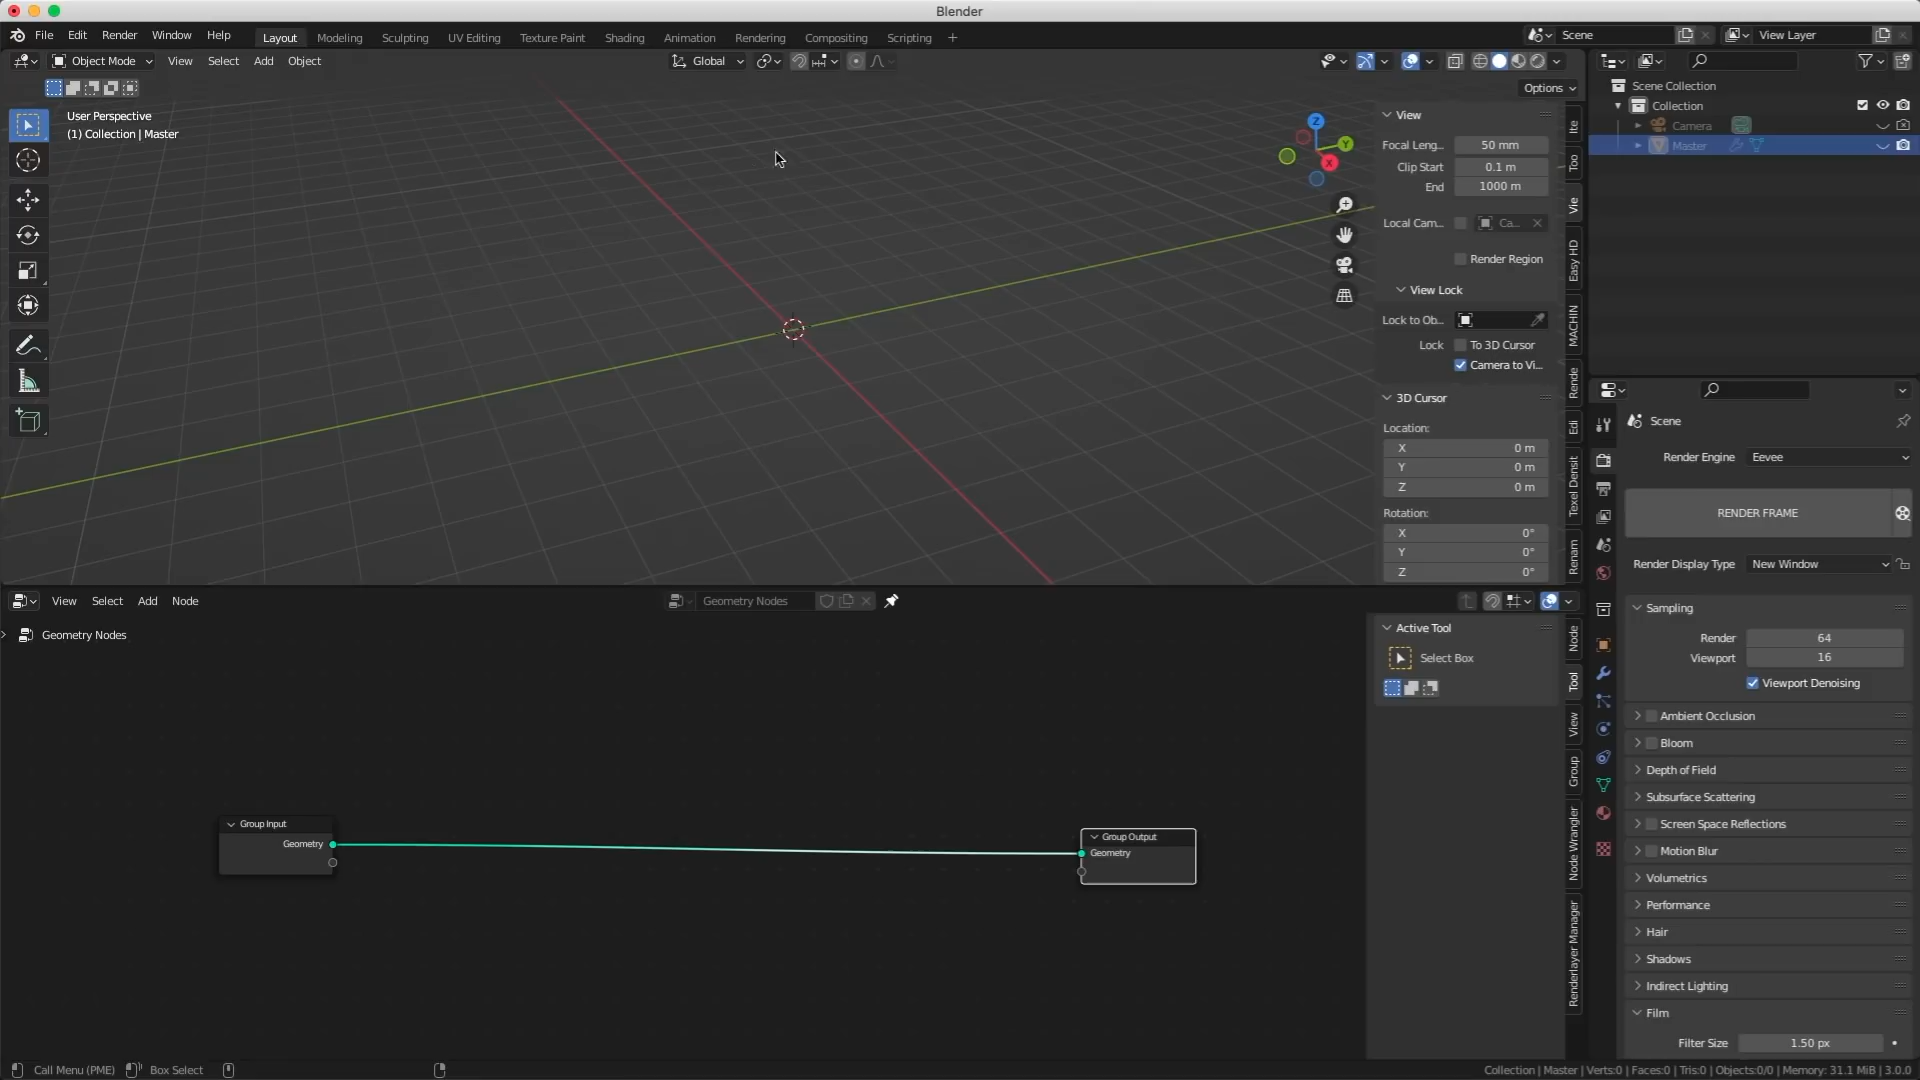 Blender
File Edit Render Window Help Layout Modeling Sculpting UV Editing Texture Paint Shading Animation Rendering Compositing Scripting + Scene View Layer
Object Mode View Select Add Object Global
Options
User Perspective
(1) Collection | Master
Z
Y
X
View
Focal Leng... 50 mm
Clip Start 0.1 m
End 1000 m
Local Cam... Ca...
Render Region
View Lock
Lock to Ob...
Lock To 3D Cursor
Camera to Vi...
3D Cursor
Location:
X 0 m
Y 0 m
Z 0 m
Rotation:
X 0°
Y 0°
Z 0°
Ite
Too
Vie
Easy HD
MACHIN
Rende
Edi
Texel Densit
Renam
Scene Collection
Collection
Camera
Master
Scene
Render Engine Eevee
RENDER FRAME
Render Display Type New Window
Sampling
Render 64
Viewport 16
Viewport Denoising
Ambient Occlusion
Bloom
Depth of Field
Subsurface Scattering
Screen Space Reflections
Motion Blur
Volumetrics
Performance
Hair
Shadows
Indirect Lighting
Film
Filter Size 1.50 px
View Select Add Node Geometry Nodes
Geometry Nodes
Group Input
Geometry
Group Output
Geometry
Active Tool
Select Box
Node
Tool
View
Group
Node Wrangler
Renderlayer Manager
Call Menu (PME) Box Select
Collection | Master | Verts:0 | Faces:0 | Tris:0 | Objects:0/0 | Memory: 31.1 MiB | 3.0.0